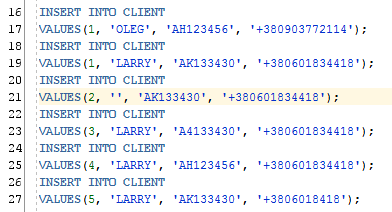 16 INSERT INTO CLIENT
17 VALUES(1, 'OLEG', 'AH123456', '+380903772114');
18 INSERT INTO CLIENT
19 VALUES(1, 'LARRY', 'AK133430', '+380601834418');
20 INSERT INTO CLIENT
21 VALUES(2, '', 'AK133430', '+380601834418');
22 INSERT INTO CLIENT
23 VALUES(3, 'LARRY', 'A4133430', '+380601834418');
24 INSERT INTO CLIENT
25 VALUES(4, 'LARRY', 'AH123456', '+380601834418');
26 INSERT INTO CLIENT
27 VALUES(5, 'LARRY', 'AK133430', '+3806018418');